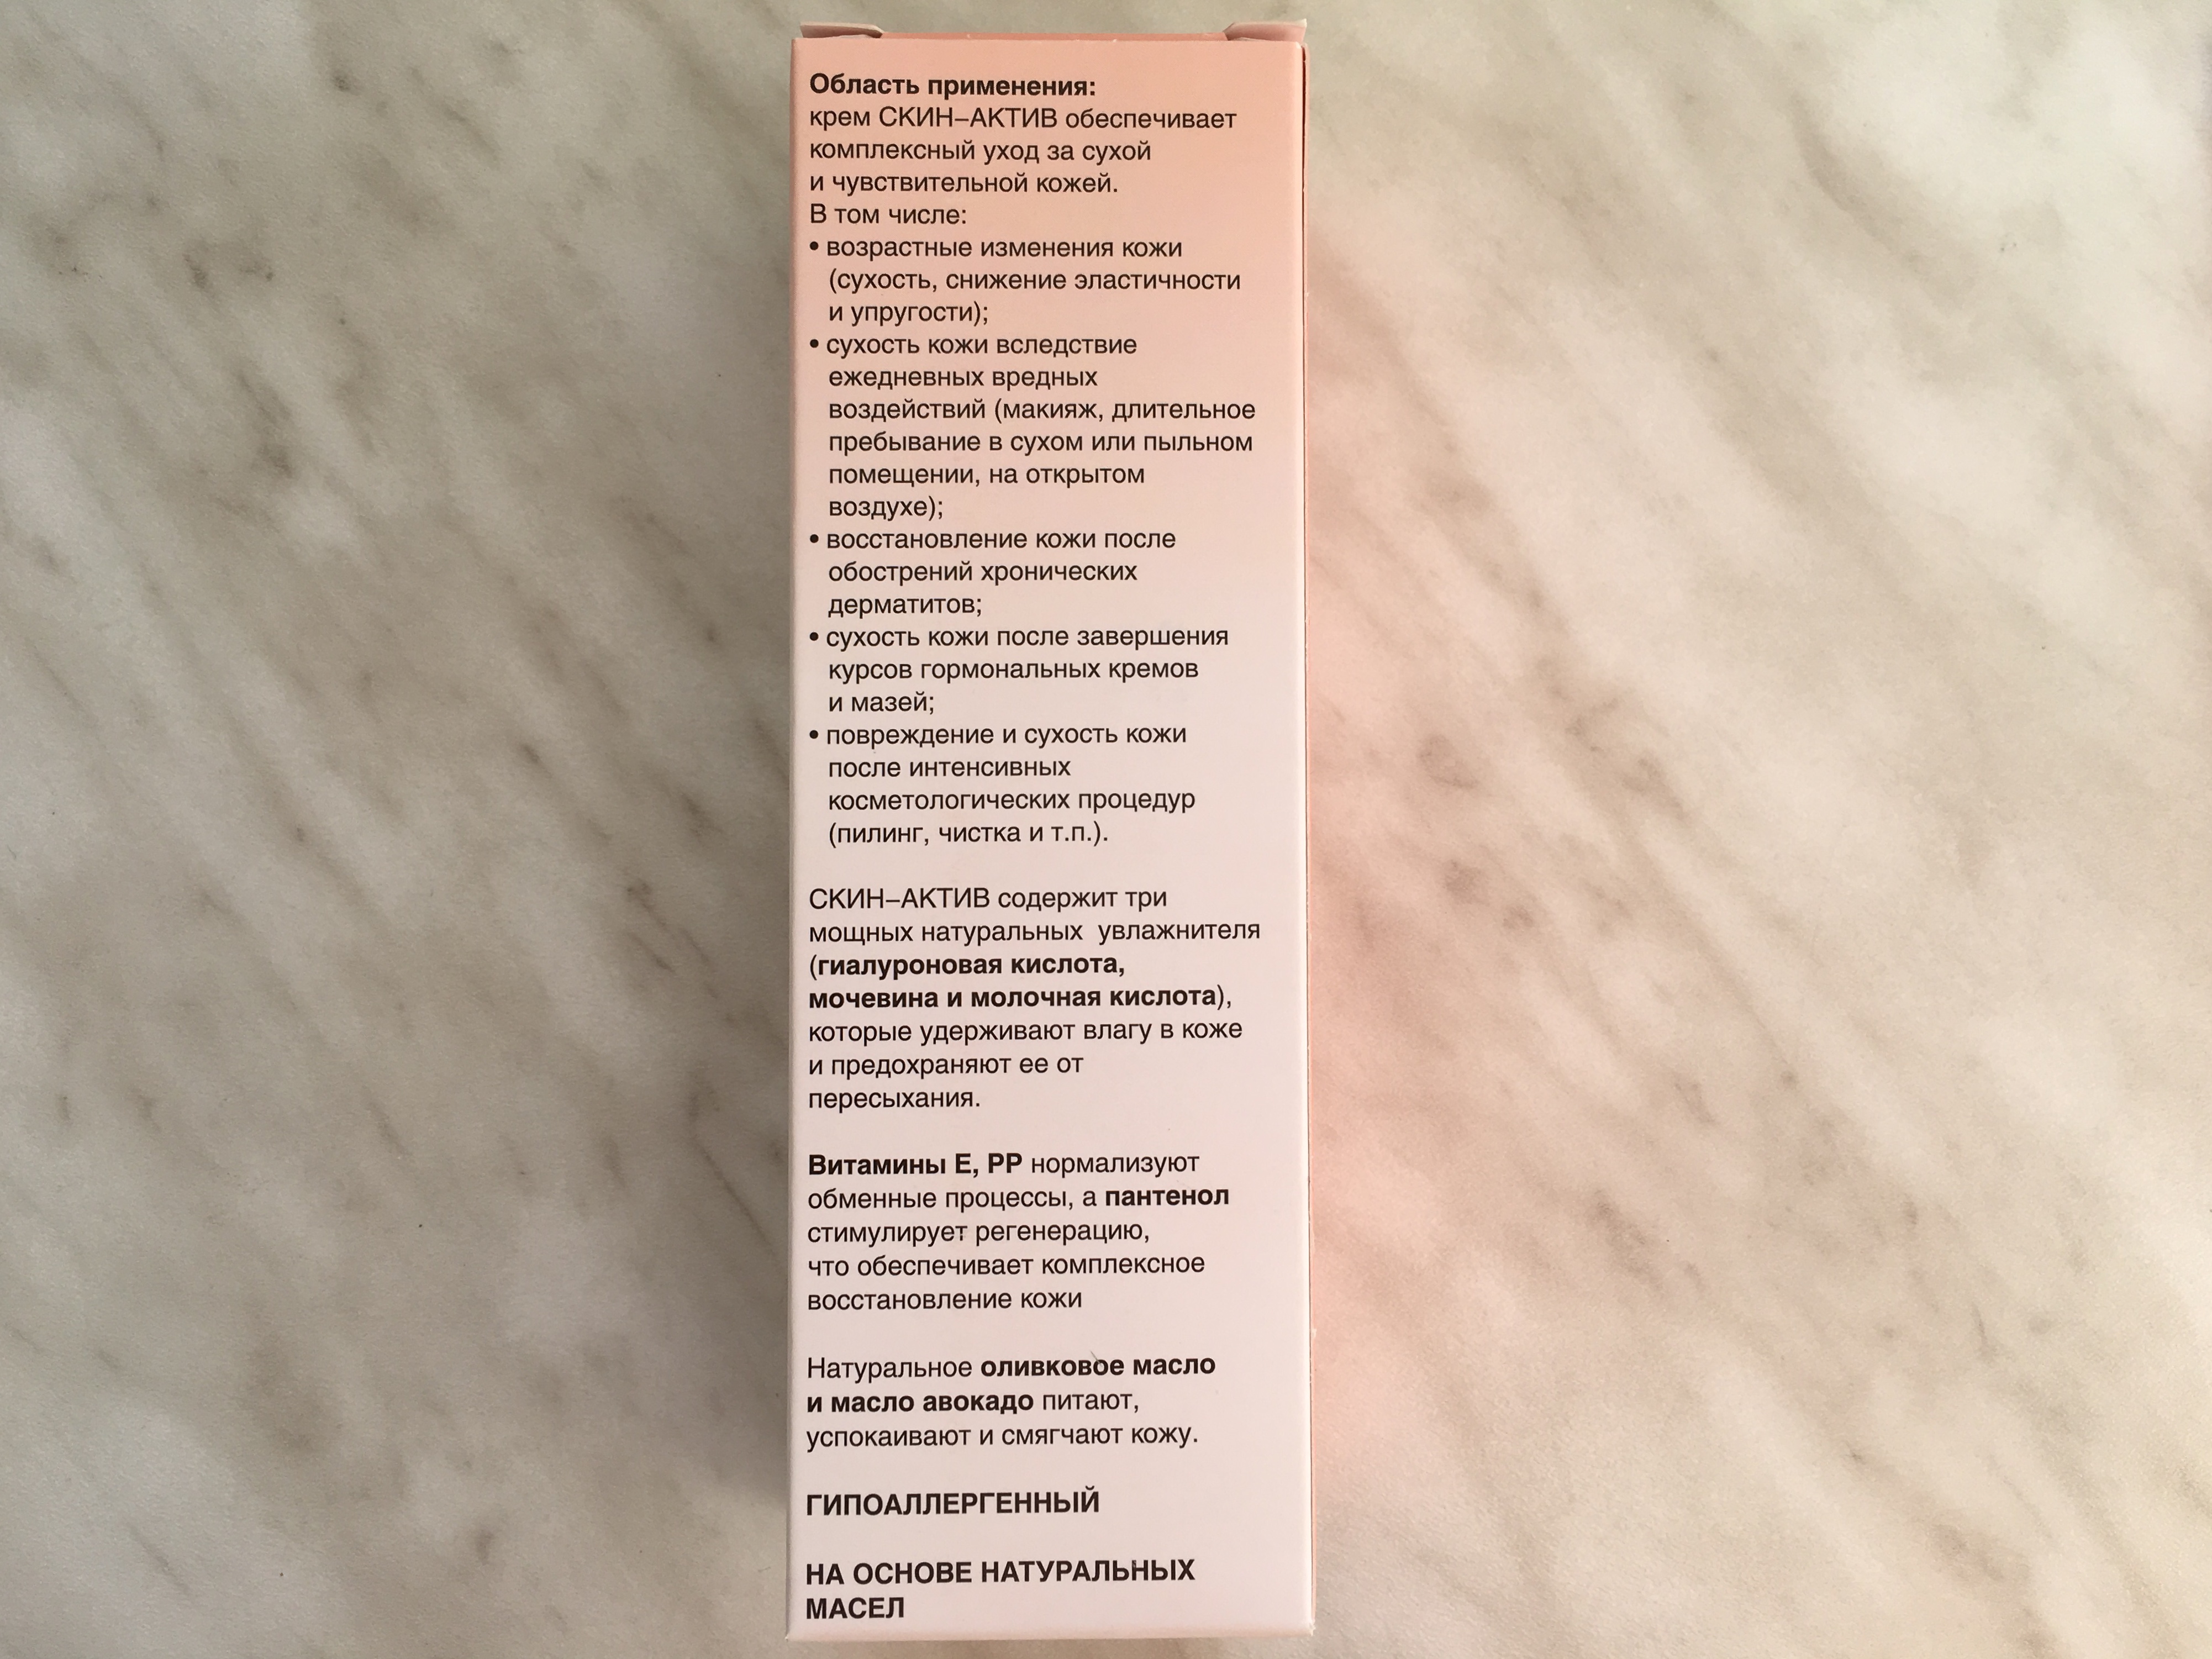 Область применения:
крем СКИН–АКТИВ обеспечивает
комплексный уход за сухой
и чувствительной кожей.
В том числе:
• возрастные изменения кожи
(сухость, снижение эластичности
и упругости);
• сухость кожи вследствие
ежедневных вредных
воздействий (макияж, длительное
пребывание в сухом или пыльном
помещении, на открытом
воздухе);
• восстановление кожи после
обострений хронических
дерматитов;
• сухость кожи после завершения
курсов гормональных кремов
и мазей;
• повреждение и сухость кожи
после интенсивных
косметологических процедур
(пилинг, чистка и т.п.).
СКИН–АКТИВ содержит три
мощных натуральных увлажнителя
(гиалуроновая кислота,
мочевина и молочная кислота),
которые удерживают влагу в коже
и предохраняют ее от
пересыхания.
Витамины Е, РР нормализуют
обменные процессы, а пантенол
стимулирует регенерацию,
что обеспечивает комплексное
восстановление кожи
Натуральное оливковое масло
и масло авокадо питают,
успокаивают и смягчают кожу.
ГИПОАЛЛЕРГЕННЫЙ
НА ОСНОВЕ НАТУРАЛЬНЫХ
МАСЕЛ